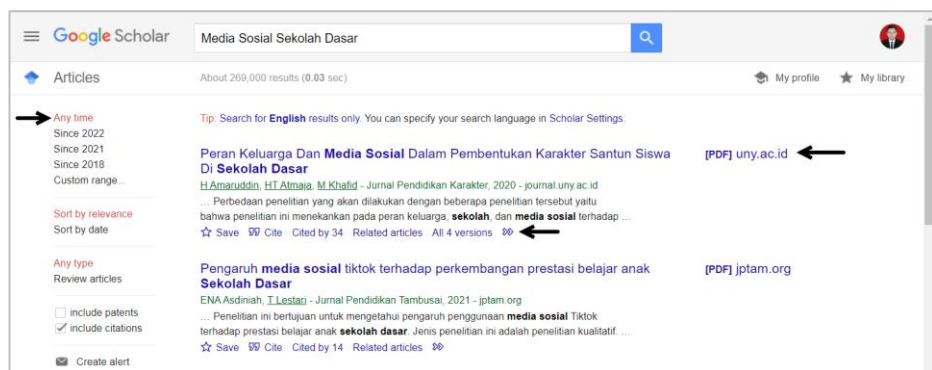 Google Scholar
Media Sosial Sekolah Dasar
Articles
About 269,000 results (0.03 sec)
My profile
My library
Any time
Since 2022
Since 2021
Since 2018
Custom range...
Sort by relevance
Sort by date
Any type
Review articles
include patents
include citations
Create alert
Tip: Search for English results only. You can specify your search language in Scholar Settings.
Peran Keluarga Dan Media Sosial Dalam Pembentukan Karakter Santun Siswa
Di Sekolah Dasar
H Amaruddin, HT Atmaja, M Khafid - Jurnal Pendidikan Karakter, 2020 - journal.uny.ac.id
... Perbedaan penelitian yang akan dilakukan dengan beberapa penelitian tersebut yaitu
bahwa penelitian ini menekankan pada peran keluarga, sekolah, dan media sosial terhadap ...
Save Cite Cited by 34 Related articles All 4 versions
[PDF] uny.ac.id
Pengaruh media sosial tiktok terhadap perkembangan prestasi belajar anak
Sekolah Dasar
ENA Asdiniah, T Lestari - Jurnal Pendidikan Tambusai, 2021 - jptam.org
... Penelitian ini bertujuan untuk mengetahui pengaruh penggunaan media sosial Tiktok
terhadap prestasi belajar anak sekolah dasar. Jenis penelitian ini adalah penelitian kualitatif. ...
Save Cite Cited by 14 Related articles
[PDF] jptam.org